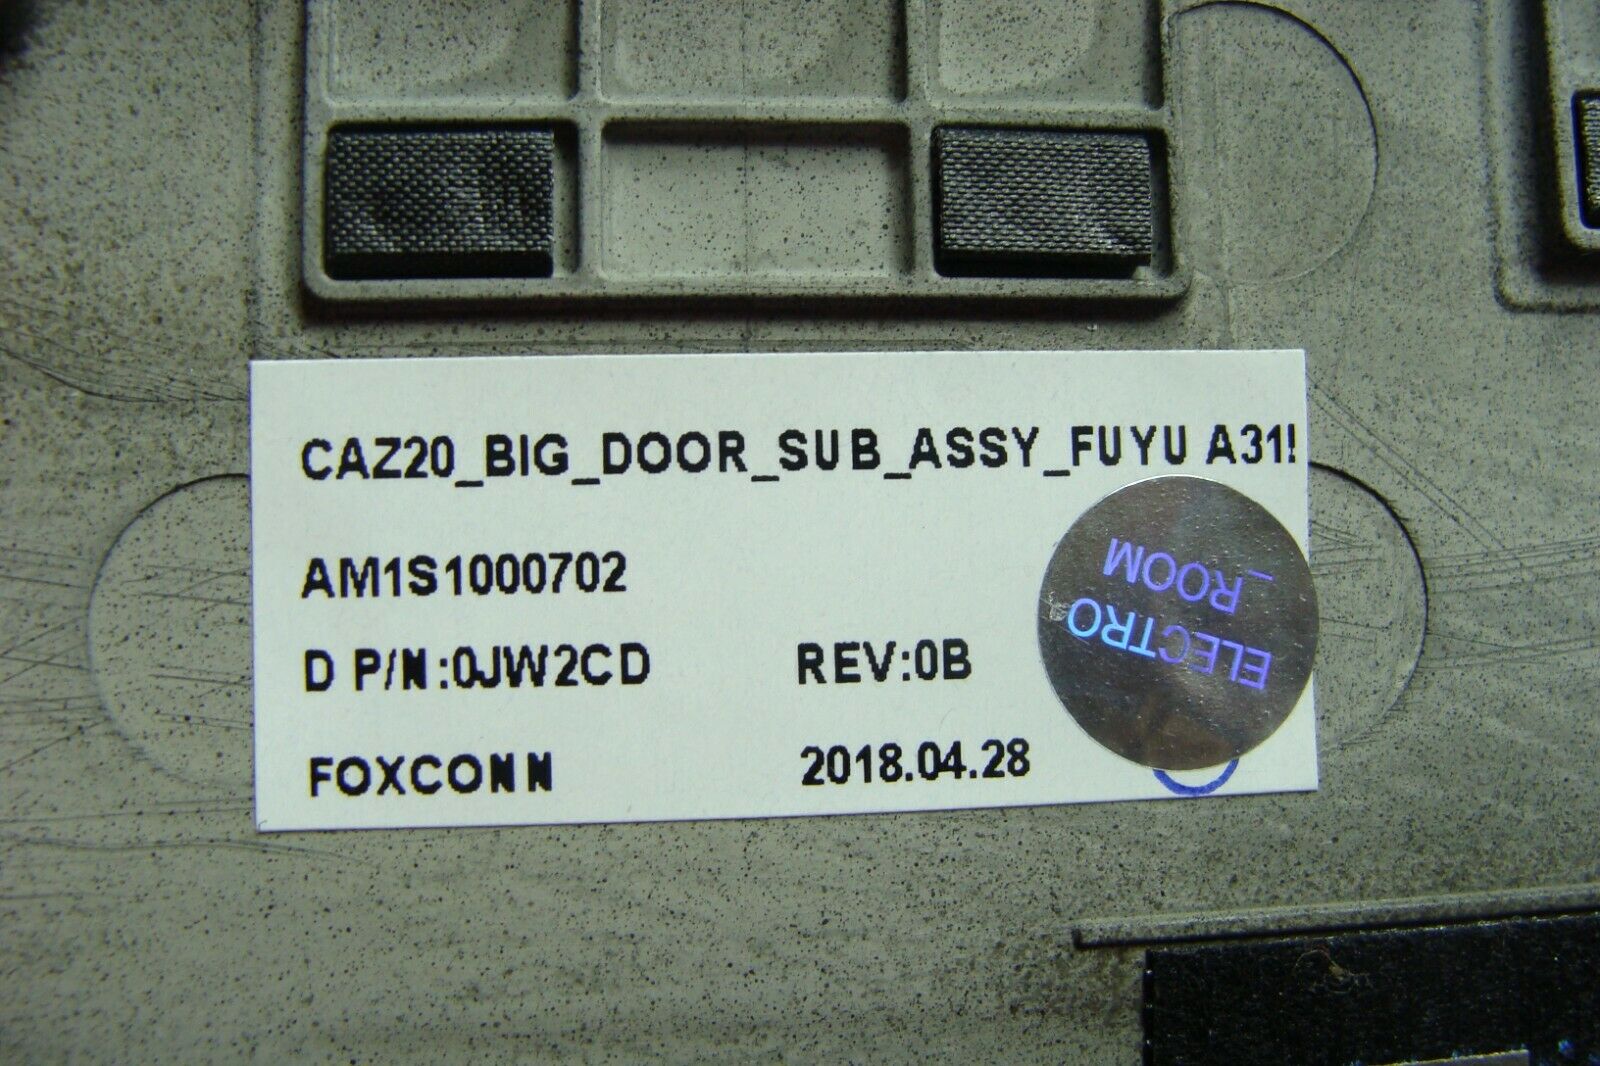 CAZ20_BIG_DOOR_SUB_ASSY_FUYU A31!
AM1S1000702
D P/N:0JW2CD REV:0B
FOXCONN 2018.04.28
ELECTRO
_ROOM